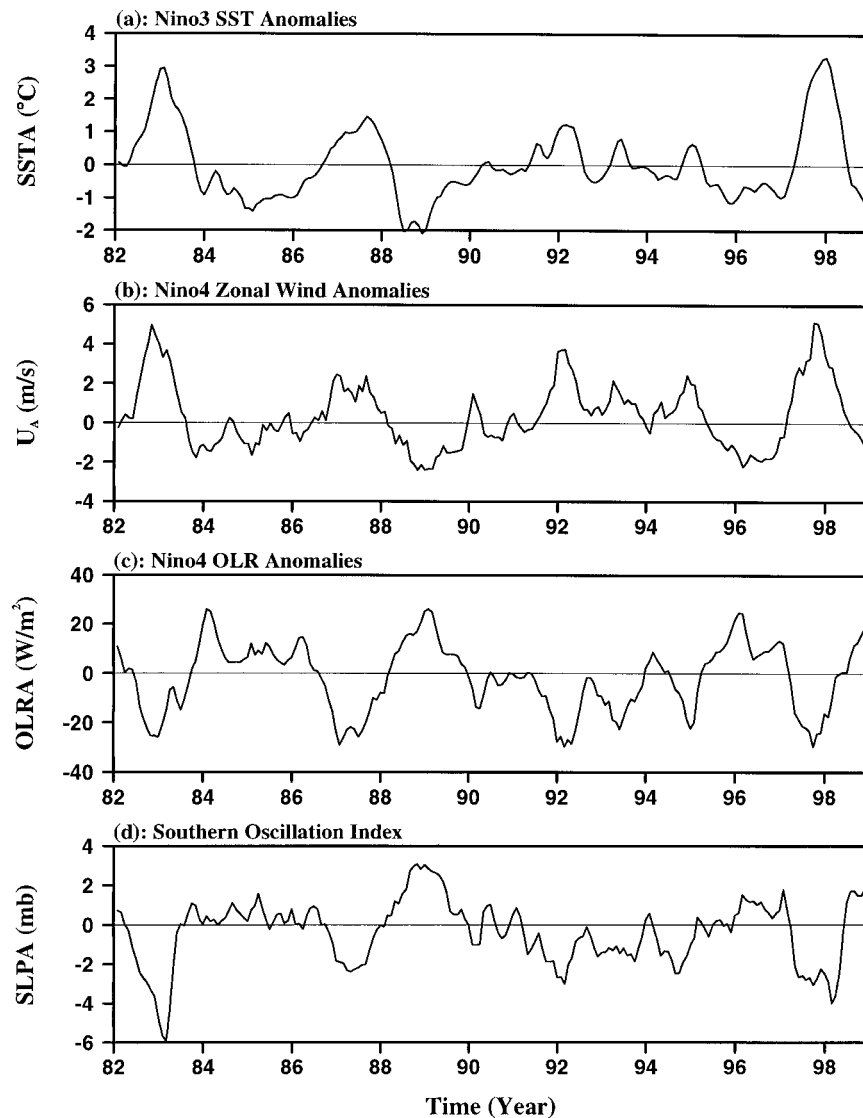 (a): Nino3 SST Anomalies
4
3
2
1
0
-1
-2
SSTA (°C)
82 84 86 88 90 92 94 96 98
(b): Nino4 Zonal Wind Anomalies
6
4
2
0
-2
-4
U_A (m/s)
82 84 86 88 90 92 94 96 98
(c): Nino4 OLR Anomalies
40
20
0
-20
-40
OLRA (W/m²)
82 84 86 88 90 92 94 96 98
(d): Southern Oscillation Index
4
2
0
-2
-4
-6
SLPA (mb)
82 84 86 88 90 92 94 96 98
Time (Year)